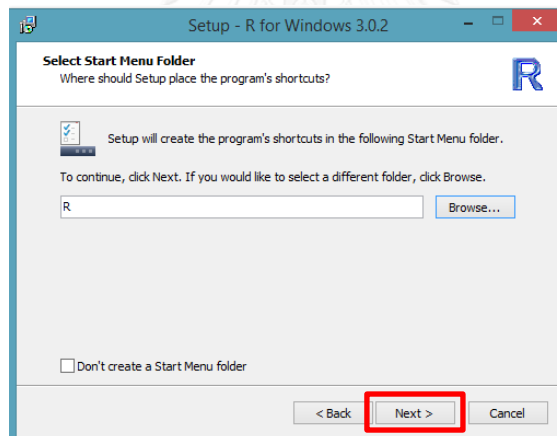 Setup - R for Windows 3.0.2
Select Start Menu Folder
Where should Setup place the program's shortcuts?
R
Setup will create the program's shortcuts in the following Start Menu folder.
To continue, click Next. If you would like to select a different folder, click Browse.
R
Browse...
Don't create a Start Menu folder
< Back
Next >
Cancel